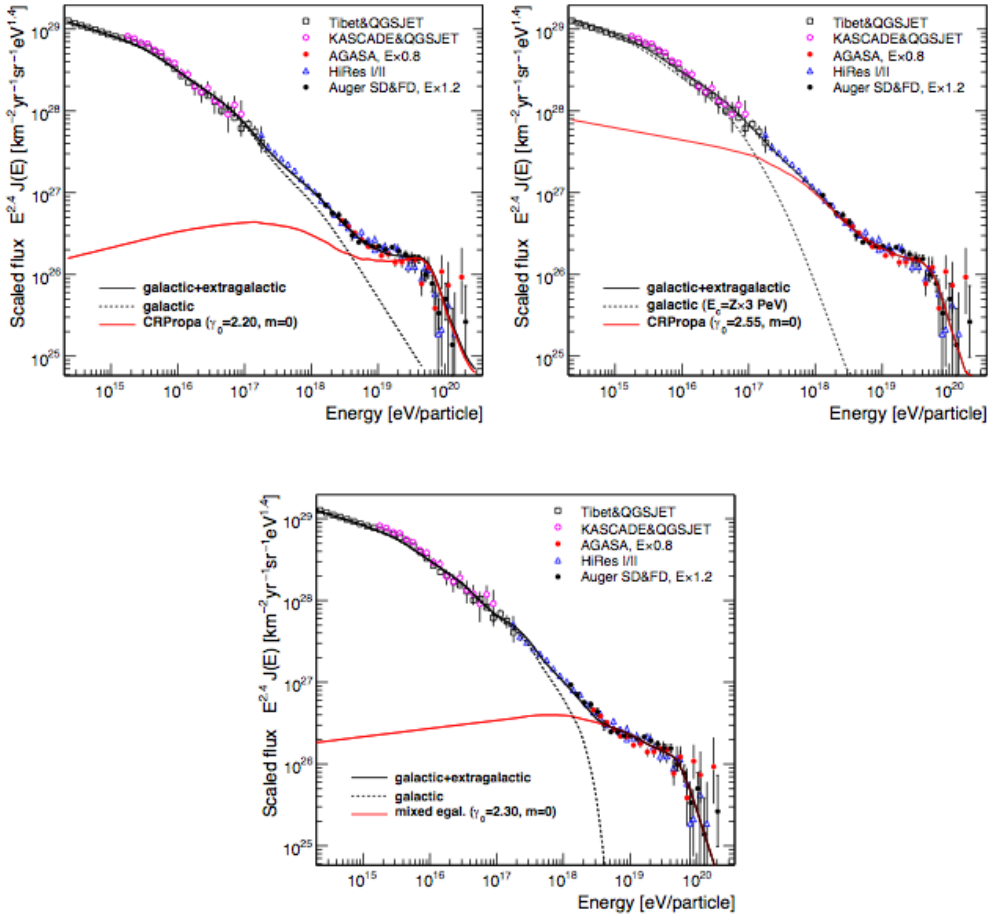 Scaled flux E^2.4 J(E) [km^−2yr^−1sr^−1eV^1.4]
10^29
10^28
10^27
10^26
10^25
Tibet&QGSJET
KASCADE&QGSJET
AGASA, E×0.8
HiRes I/II
Auger SD&FD, E×1.2
galactic+extragalactic
galactic
CRPropa (γ_0=2.20, m=0)
10^15 10^16 10^17 10^18 10^19 10^20
Energy [eV/particle]
Scaled flux E^2.4 J(E) [km^−2yr^−1sr^−1eV^1.4]
10^29
10^28
10^27
10^26
10^25
Tibet&QGSJET
KASCADE&QGSJET
AGASA, E×0.8
HiRes I/II
Auger SD&FD, E×1.2
galactic+extragalactic
galactic (E_c=Z×3 PeV)
CRPropa (γ_0=2.55, m=0)
10^15 10^16 10^17 10^18 10^19 10^20
Energy [eV/particle]
Scaled flux E^2.4 J(E) [km^−2yr^−1sr^−1eV^1.4]
10^29
10^28
10^27
10^26
10^25
Tibet&QGSJET
KASCADE&QGSJET
AGASA, E×0.8
HiRes I/II
Auger SD&FD, E×1.2
galactic+extragalactic
galactic
mixed egal. (γ_0=2.30, m=0)
10^15 10^16 10^17 10^18 10^19 10^20
Energy [eV/particle]